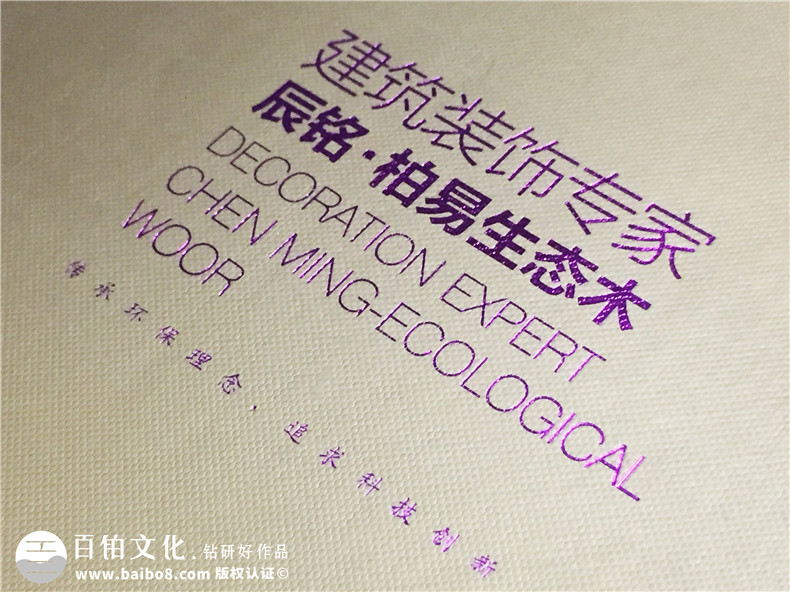 建筑装饰专家
辰铭·柏易生态木
DECORATION EXPERT
CHEN MING-ECOLOGICAL
WOOR
传承环保理念，追求科技创新
百铂文化.钻研好作品
www.baibo8.com 版权认证©